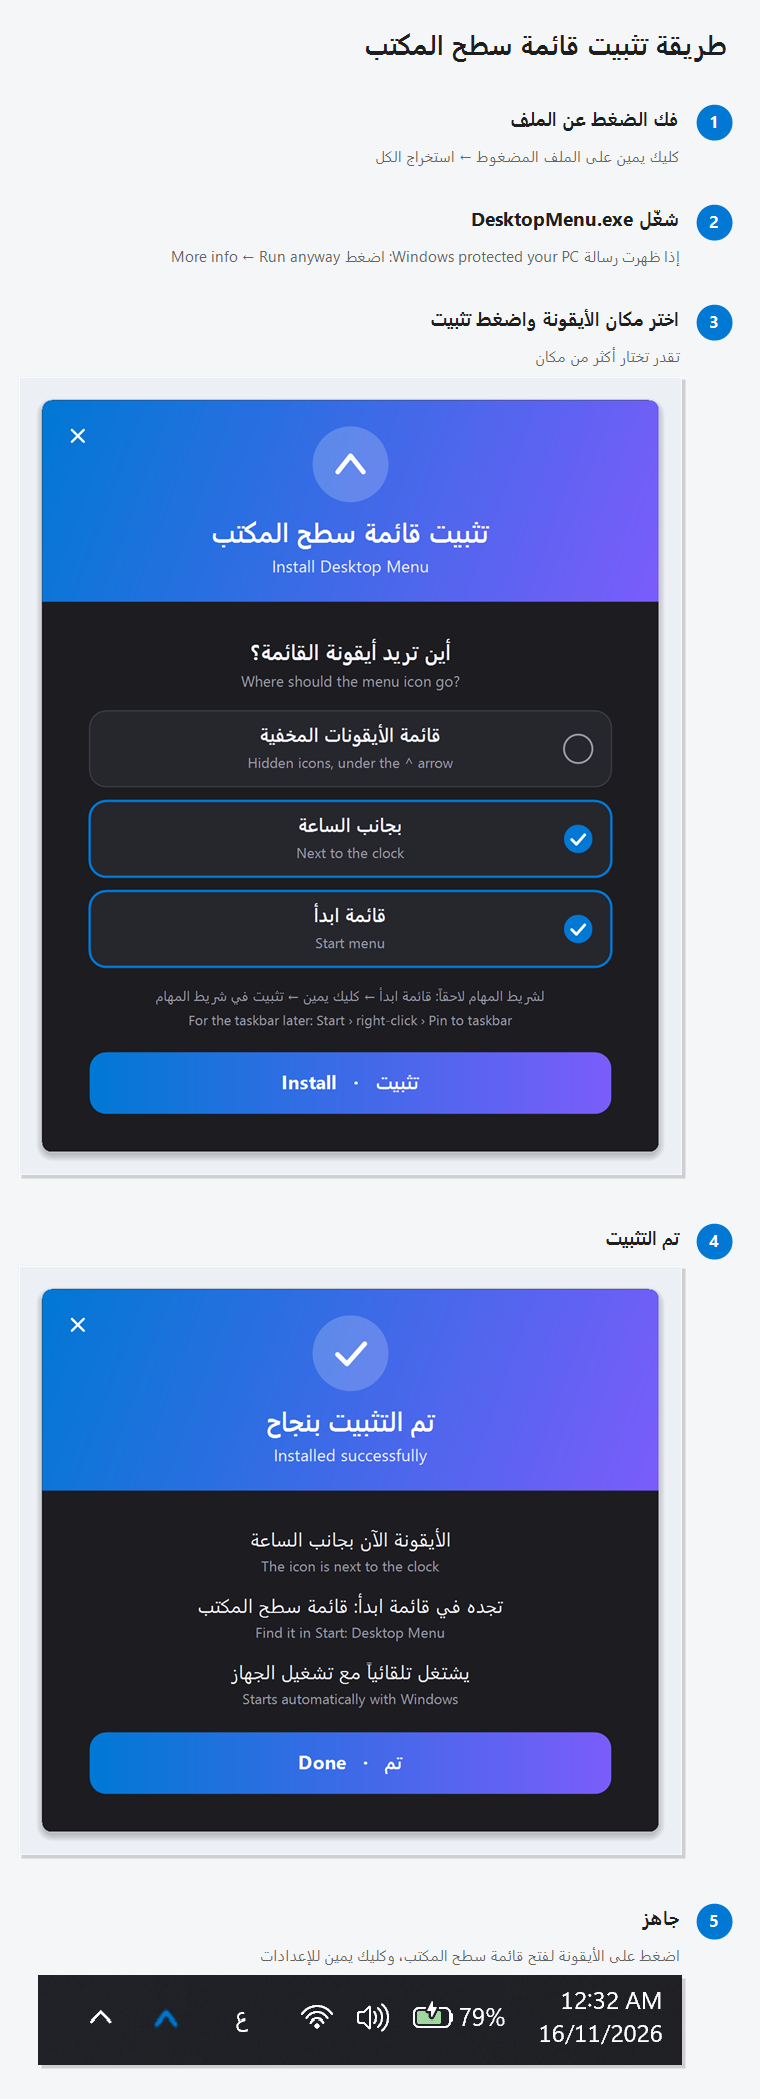 طريقة تثبيت قائمة سطح المكتب
1
فك الضغط عن الملف
كليك يمين على الملف المضغوط ← استخراج الكل
2
شغّل DesktopMenu.exe
إذا ظهرت رسالة Windows protected your PC: اضغط More info ← Run anyway
3
اختر مكان الأيقونة واضغط تثبيت
تقدر تختار أكثر من مكان
تثبيت قائمة سطح المكتب
Install Desktop Menu
أين تريد أيقونة القائمة؟
Where should the menu icon go?
قائمة الأيقونات المخفية
Hidden icons, under the ^ arrow
بجانب الساعة
Next to the clock
قائمة ابدأ
Start menu
لشريط المهام لاحقاً: قائمة ابدأ ← كليك يمين ← تثبيت في شريط المهام
For the taskbar later: Start › right-click › Pin to taskbar
تثبيت · Install
4
تم التثبيت
تم التثبيت بنجاح
Installed successfully
الأيقونة الآن بجانب الساعة
The icon is next to the clock
تجده في قائمة ابدأ: قائمة سطح المكتب
Find it in Start: Desktop Menu
يشتغل تلقائياً مع تشغيل الجهاز
Starts automatically with Windows
تم · Done
5
جاهز
اضغط على الأيقونة لفتح قائمة سطح المكتب، وكليك يمين للإعدادات
ع
79%
12:32 AM
16/11/2026